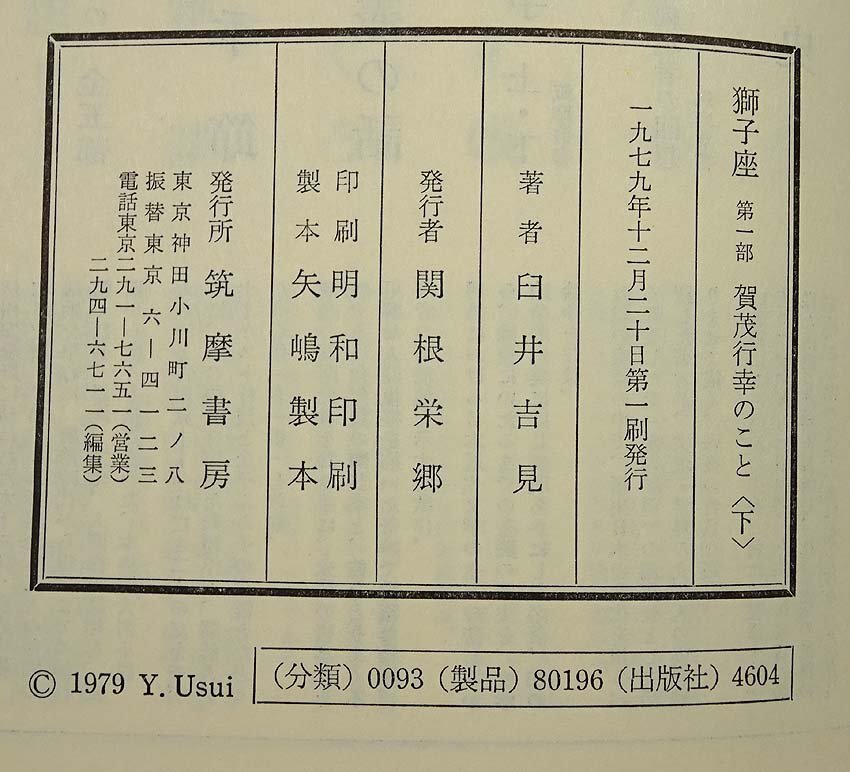 獅子座 第一部 賀茂行幸のこと〈下〉
一九七九年十二月二十日第一刷発行
著者 臼井吉見
発行者 関根栄郷
印刷 明和印刷
製本 矢嶋製本
発行所 筑摩書房
東京神田小川町二ノ八
振替東京六―四一二三
電話東京二九一―七六五一(営業)
二九四―六七一一(編集)
© 1979 Y. Usui
(分類) 0093 (製品) 80196 (出版社) 4604